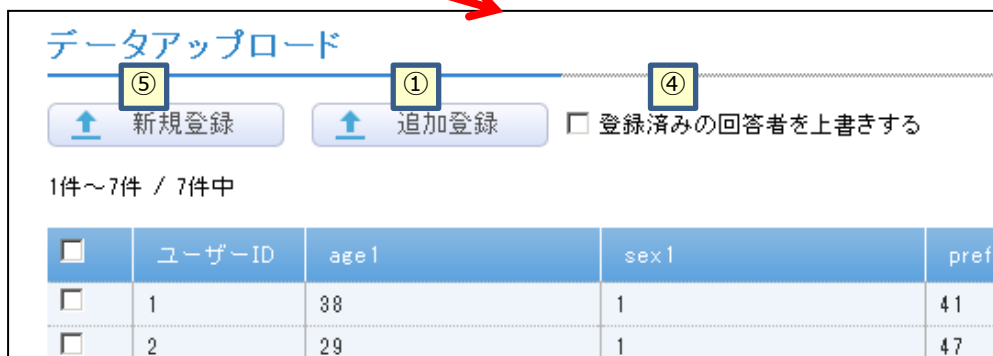 データアップロード
⑤ ① ④
新規登録 追加登録 登録済みの回答者を上書きする
1件～7件 / 7件中
ユーザーID age1 sex1 pref
1 38 1 41
2 29 1 47